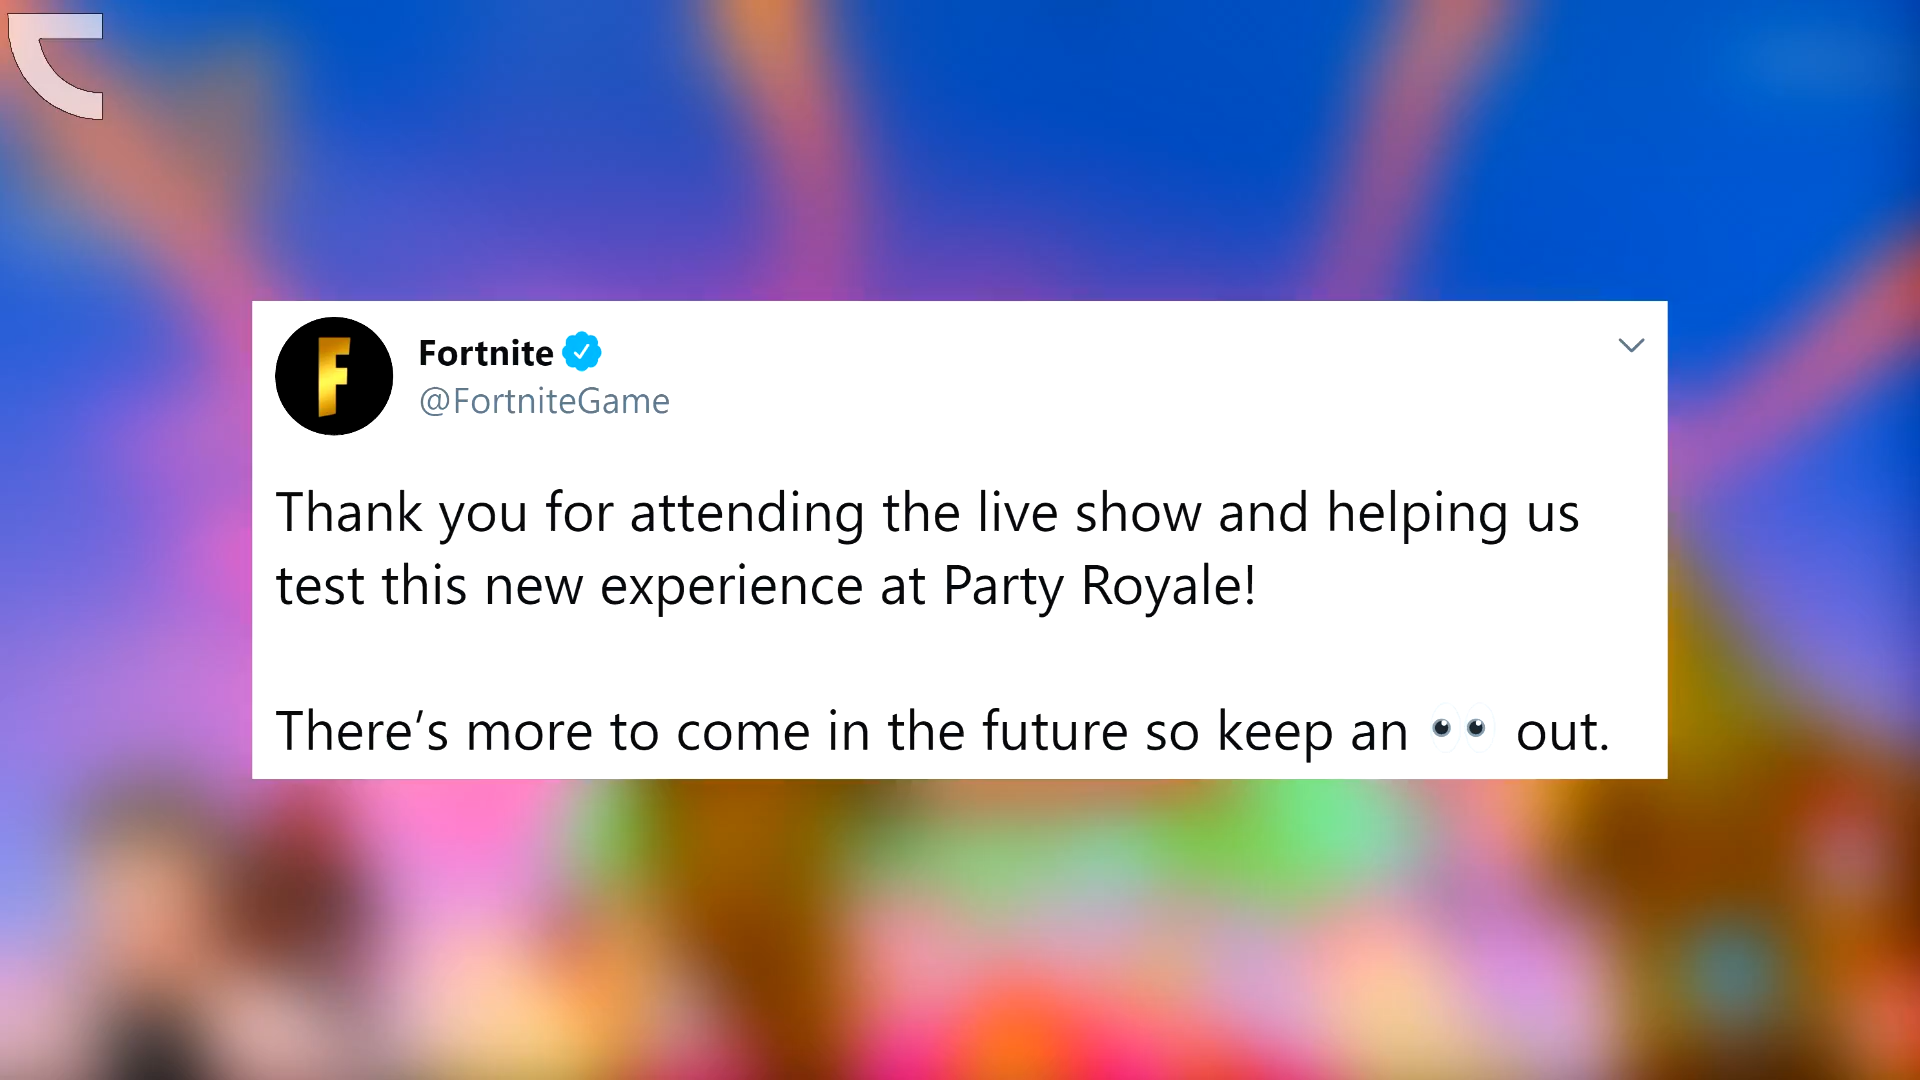 Fortnite
@FortniteGame
Thank you for attending the live show and helping us
test this new experience at Party Royale!
There’s more to come in the future so keep an 👀 out.